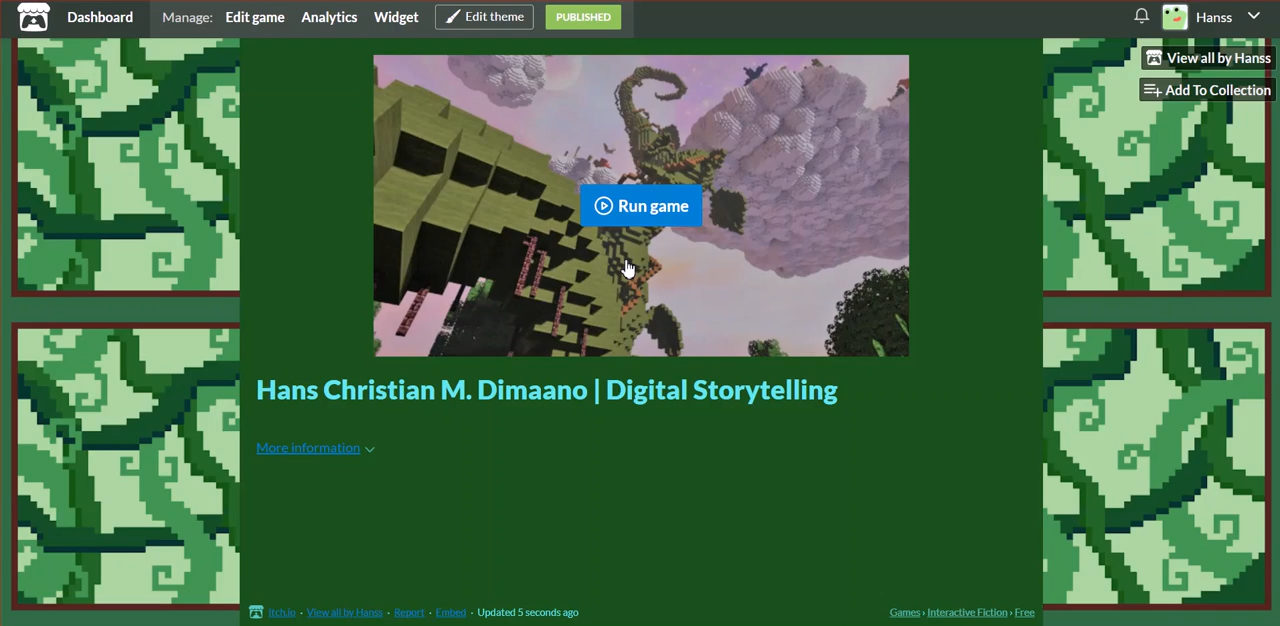 Dashboard Manage: Edit game Analytics Widget Edit theme PUBLISHED Hanss
View all by Hanss
Add To Collection
Run game
Hans Christian M. Dimaano | Digital Storytelling
More information
itch.io · View all by Hanss · Report · Embed · Updated 5 seconds ago Games › Interactive Fiction › Free